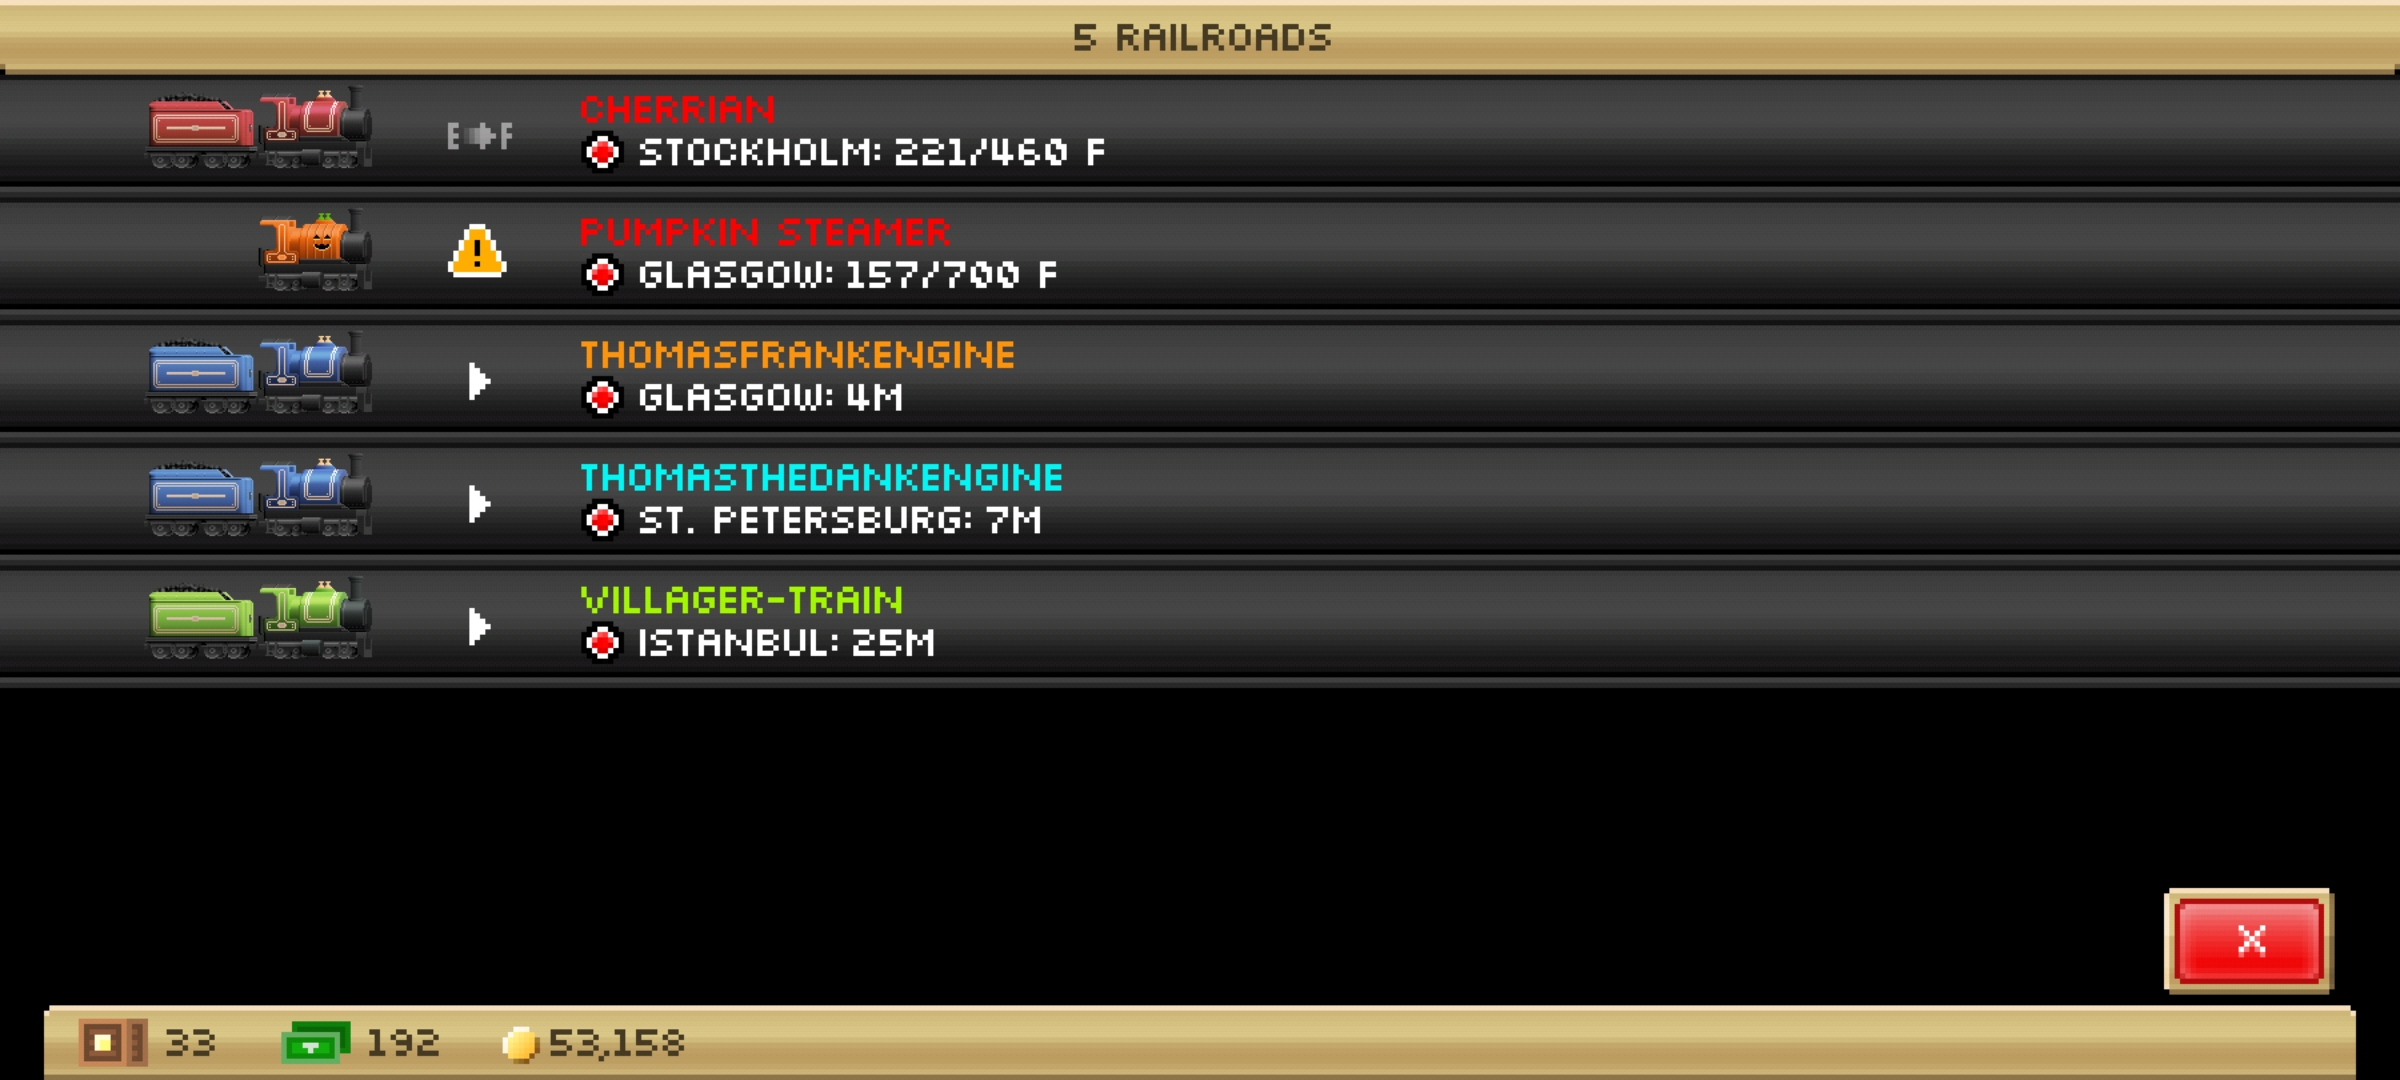 5 RAILROADS
CHERRIAN
E F
STOCKHOLM: 221/460 F
PUMPKIN STEAMER
!
GLASGOW: 157/700 F
THOMASFRANKENGINE
GLASGOW: 4M
THOMASTHEDANKENGINE
ST. PETERSBURG: 7M
VILLAGER-TRAIN
ISTANBUL: 25M
X
33 192 53,158